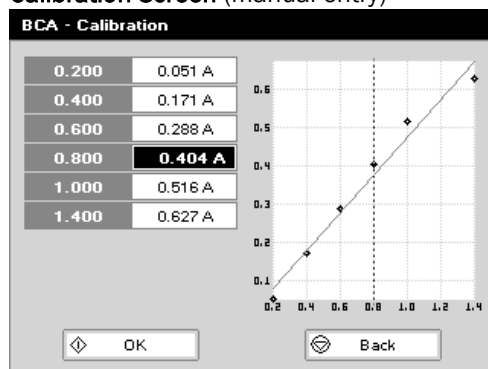 Calibration Screen (manual entry)
BCA - Calibration
0.200 0.051 A
0.400 0.171 A
0.600 0.288 A
0.800 0.404 A
1.000 0.516 A
1.400 0.627 A
0.6
0.5
0.4
0.3
0.2
0.1
0.2 0.4 0.6 0.8 1.0 1.2 1.4
OK Back